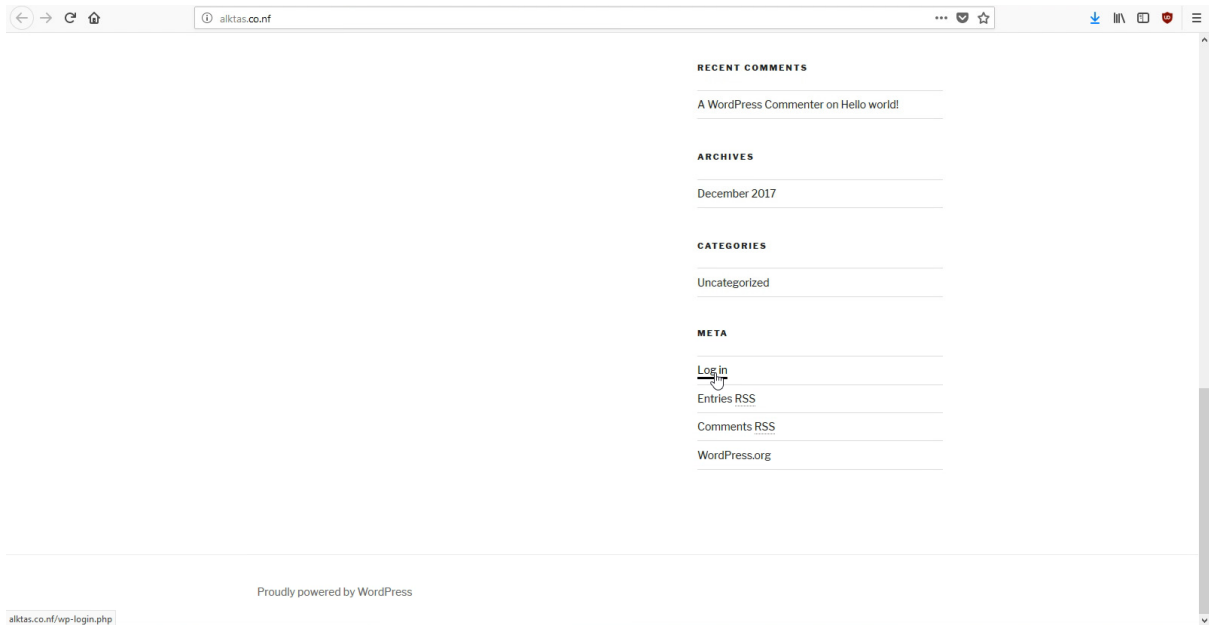 alktas.co.nf
RECENT COMMENTS
A WordPress Commenter on Hello world!
ARCHIVES
December 2017
CATEGORIES
Uncategorized
META
Log in
Entries RSS
Comments RSS
WordPress.org
Proudly powered by WordPress
alktas.co.nf/wp-login.php